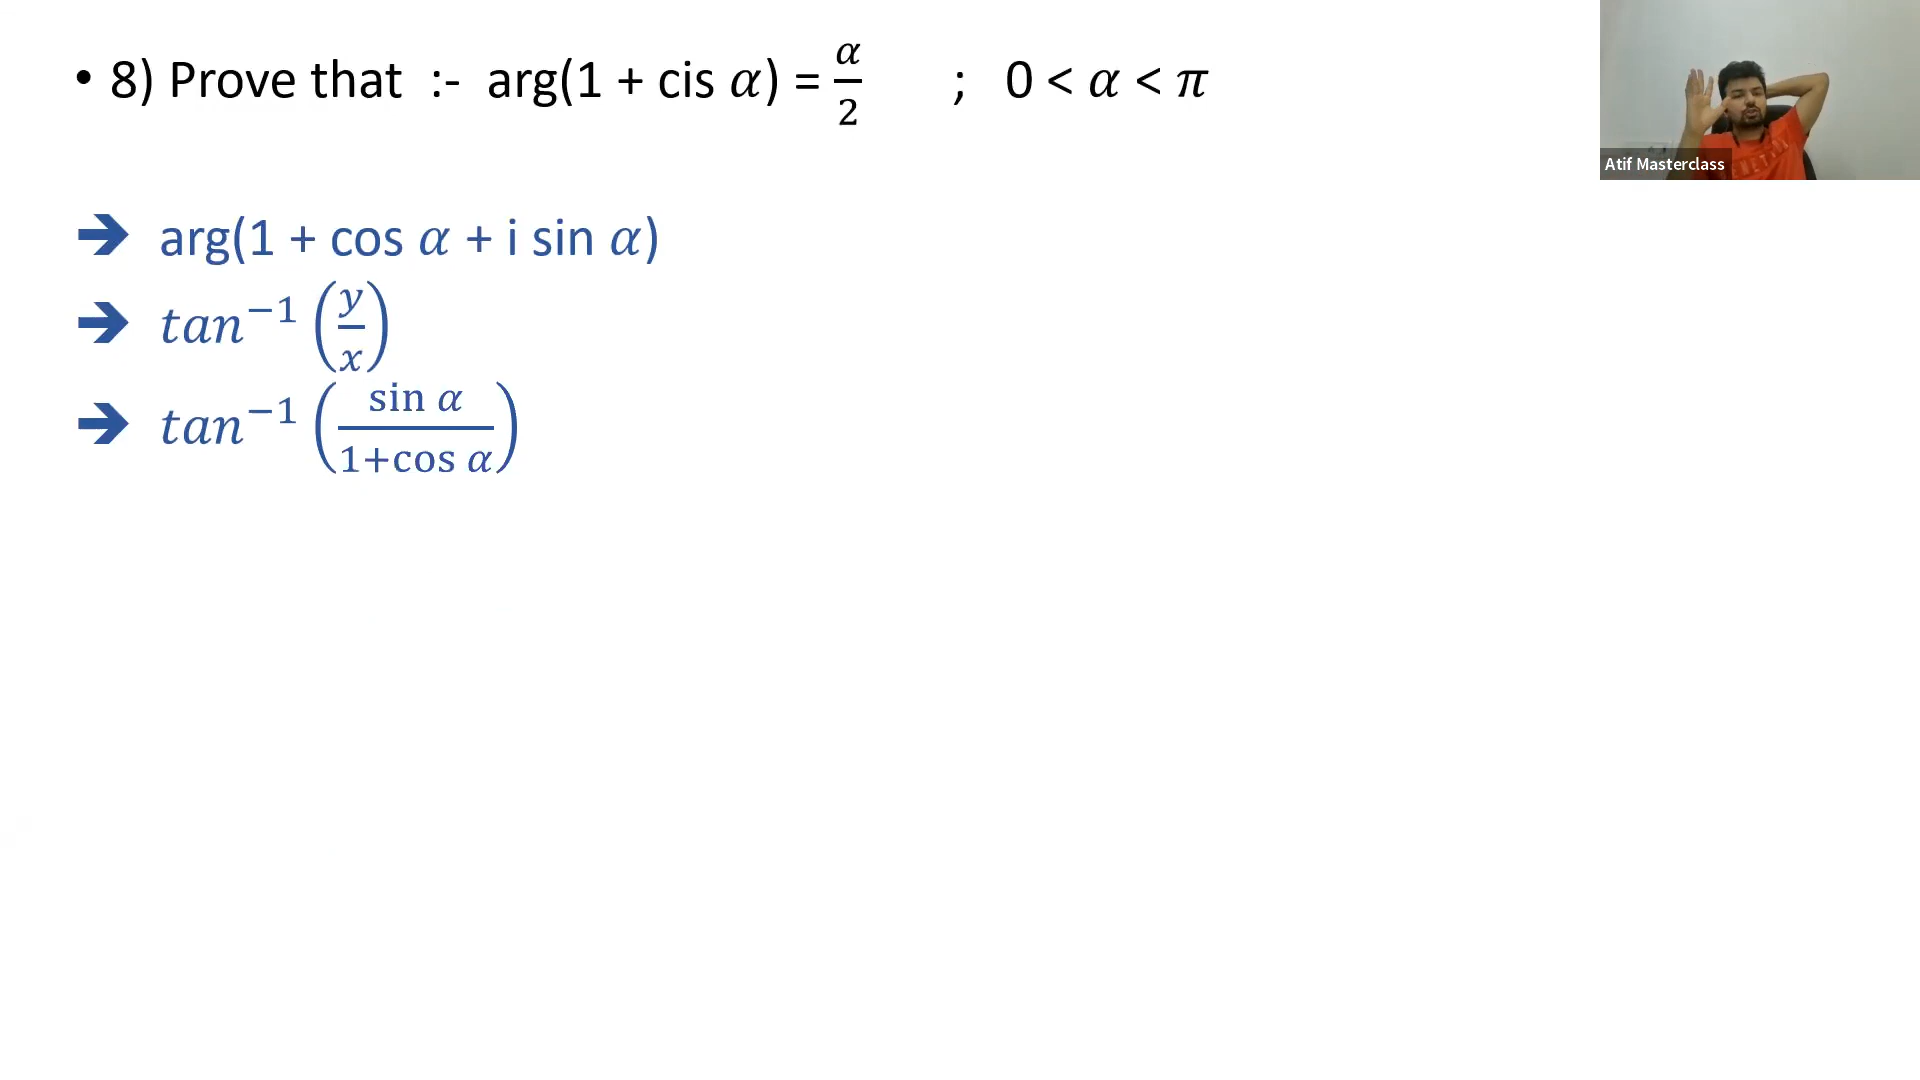 • 8) Prove that :- arg(1 + cis α) = α/2 ; 0 < α < π
Atif Masterclass
➔ arg(1 + cos α + i sin α)
➔ tan⁻¹ (y/x)
➔ tan⁻¹ (sin α/1+cos α)